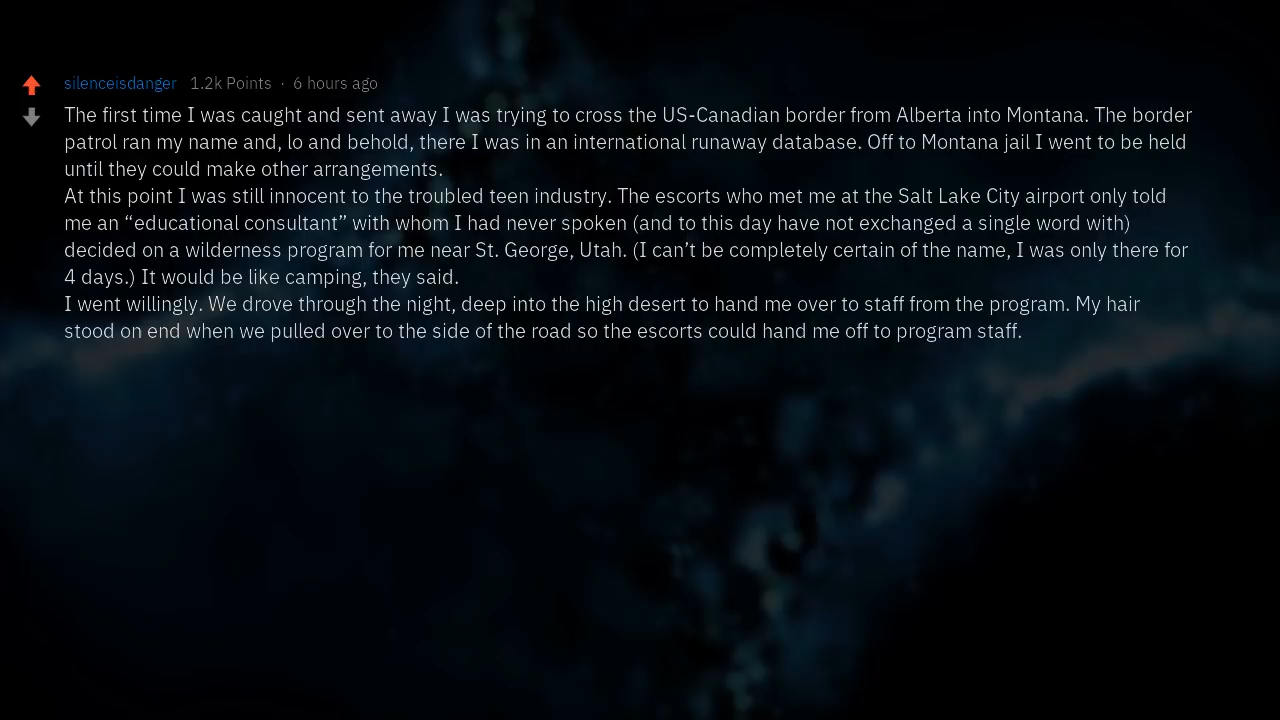 silenceisdanger 1.2k Points · 6 hours ago
The first time I was caught and sent away I was trying to cross the US-Canadian border from Alberta into Montana. The border
patrol ran my name and, lo and behold, there I was in an international runaway database. Off to Montana jail I went to be held
until they could make other arrangements.
At this point I was still innocent to the troubled teen industry. The escorts who met me at the Salt Lake City airport only told
me an “educational consultant” with whom I had never spoken (and to this day have not exchanged a single word with)
decided on a wilderness program for me near St. George, Utah. (I can’t be completely certain of the name, I was only there for
4 days.) It would be like camping, they said.
I went willingly. We drove through the night, deep into the high desert to hand me over to staff from the program. My hair
stood on end when we pulled over to the side of the road so the escorts could hand me off to program staff.